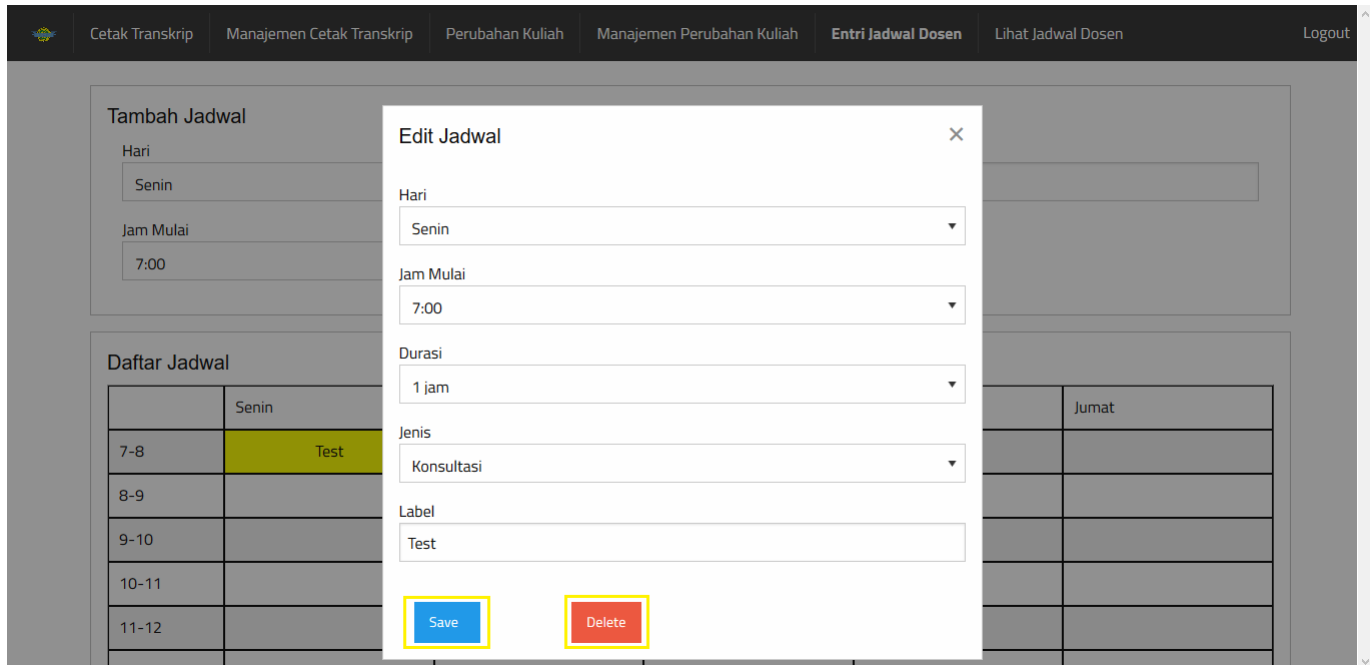 Cetak Transkrip Manajemen Cetak Transkrip Perubahan Kuliah Manajemen Perubahan Kuliah Entri Jadwal Dosen Lihat Jadwal Dosen Logout
Tambah Jadwal
Hari
Senin
Jam Mulai
7:00
Edit Jadwal ×
Hari
Senin
Jam Mulai
7:00
Durasi
1 jam
Jenis
Konsultasi
Label
Test
Save Delete
Daftar Jadwal
Senin Jumat
7-8 Test
8-9
9-10
10-11
11-12